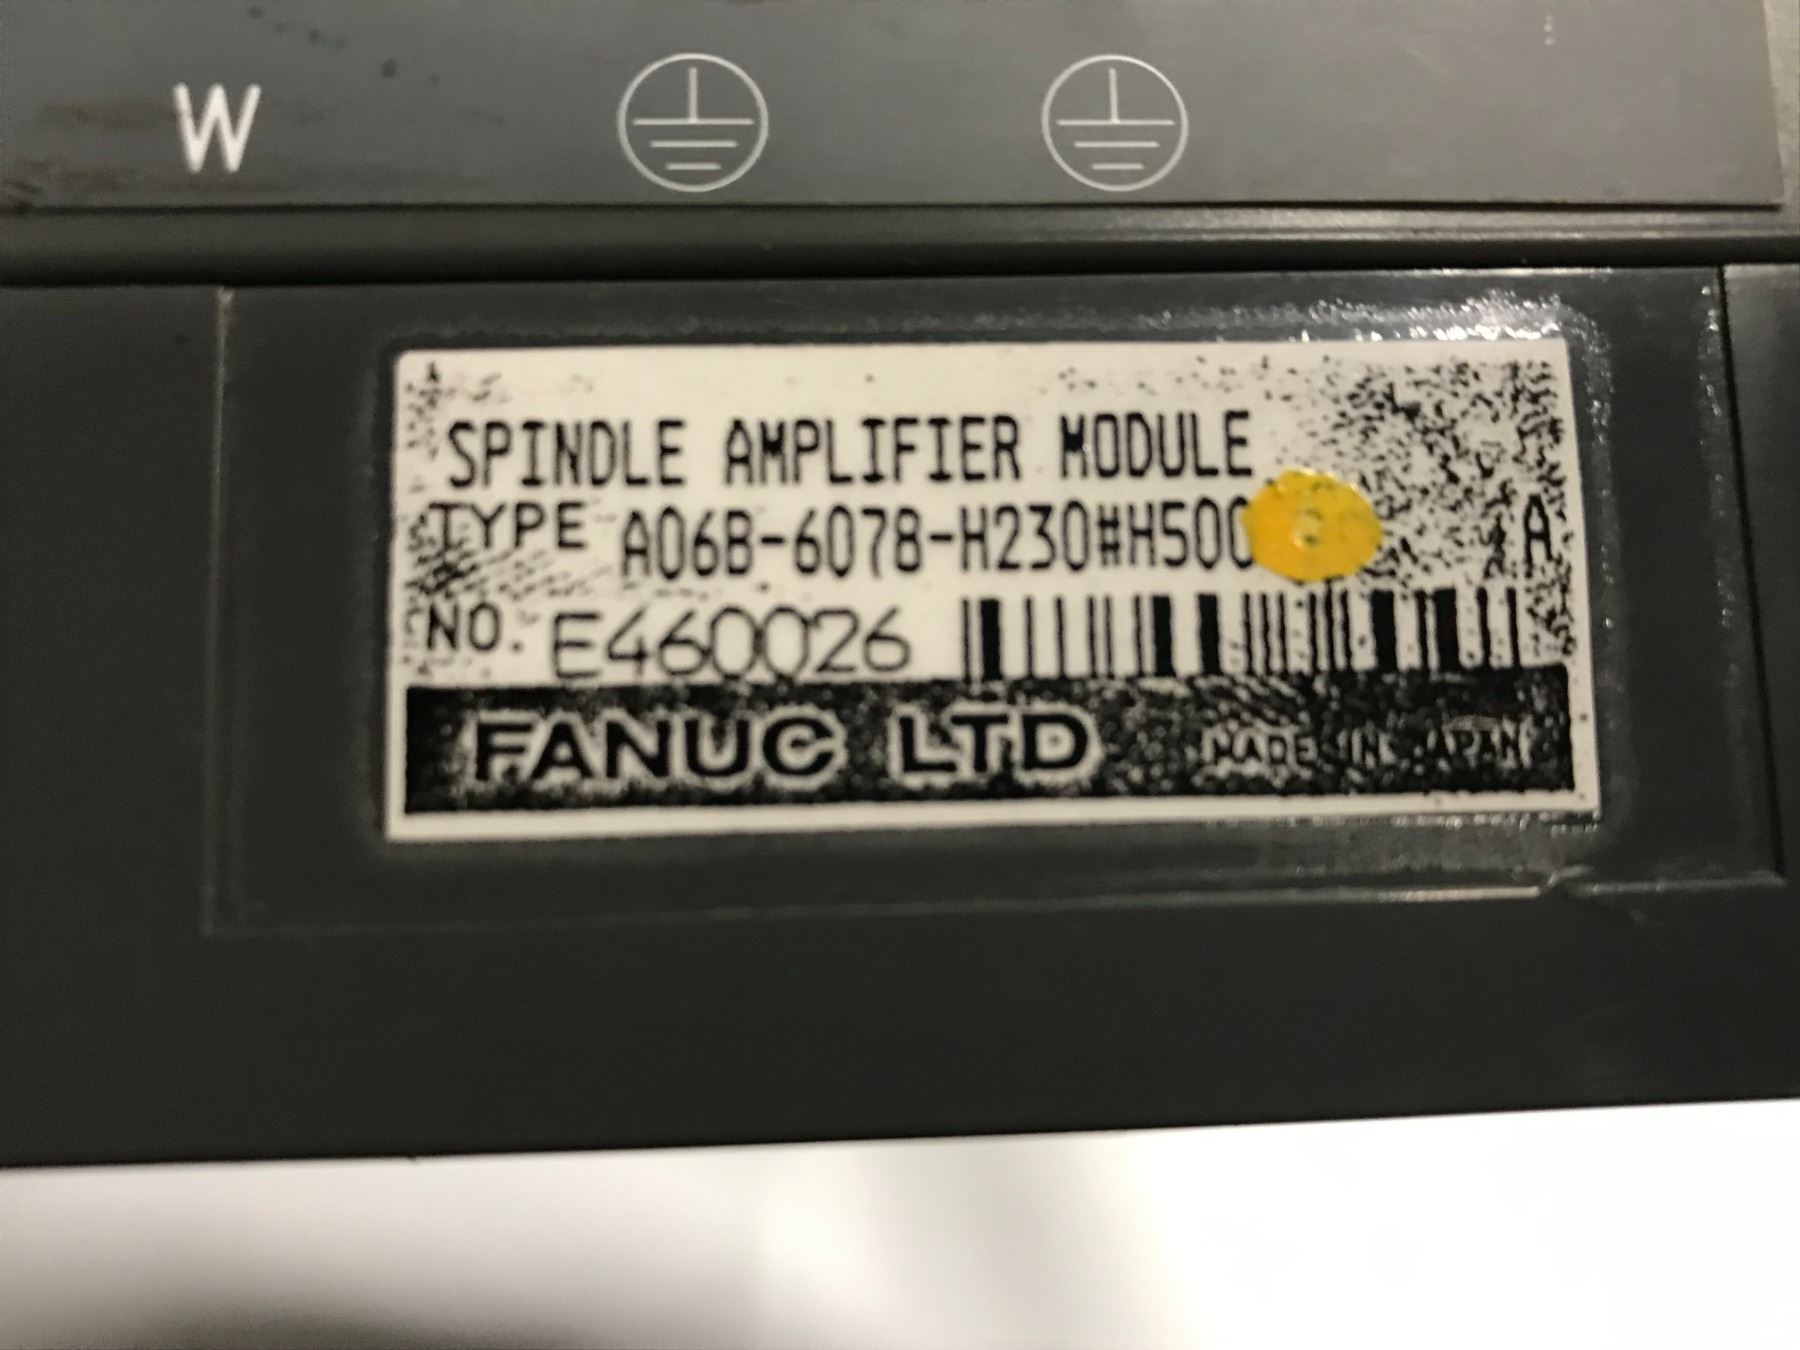 W
SPINDLE AMPLIFIER MODULE
TYPE A06B-6078-H230#H500 A
NO. E460026
FANUC LTD MADE IN JAPAN